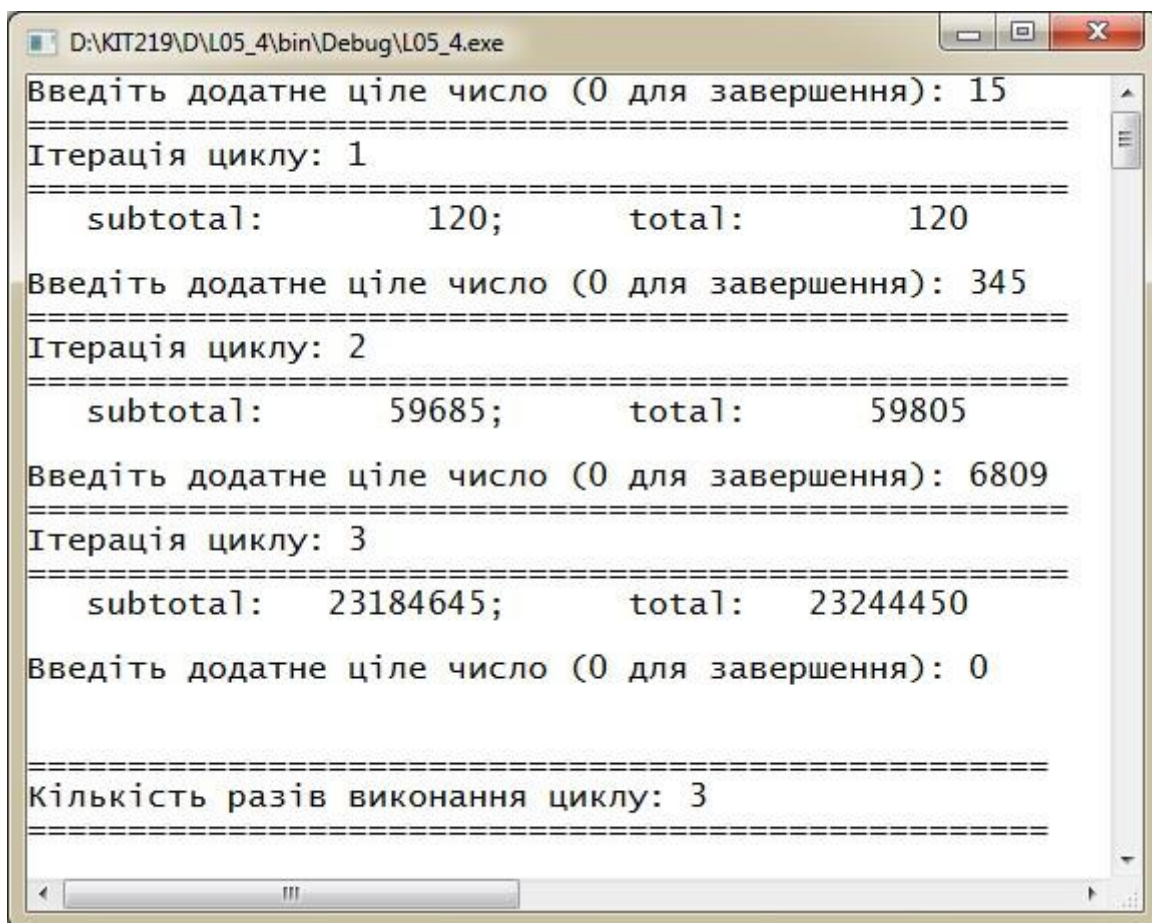 D:\KIT219\D\L05_4\bin\Debug\L05_4.exe
Введіть додатне ціле число (0 для завершення): 15
====================================================
Ітерація циклу: 1
====================================================
subtotal: 120; total: 120
Введіть додатне ціле число (0 для завершення): 345
====================================================
Ітерація циклу: 2
====================================================
subtotal: 59685; total: 59805
Введіть додатне ціле число (0 для завершення): 6809
====================================================
Ітерація циклу: 3
====================================================
subtotal: 23184645; total: 23244450
Введіть додатне ціле число (0 для завершення): 0
===================================================
Кількість разів виконання циклу: 3
===================================================